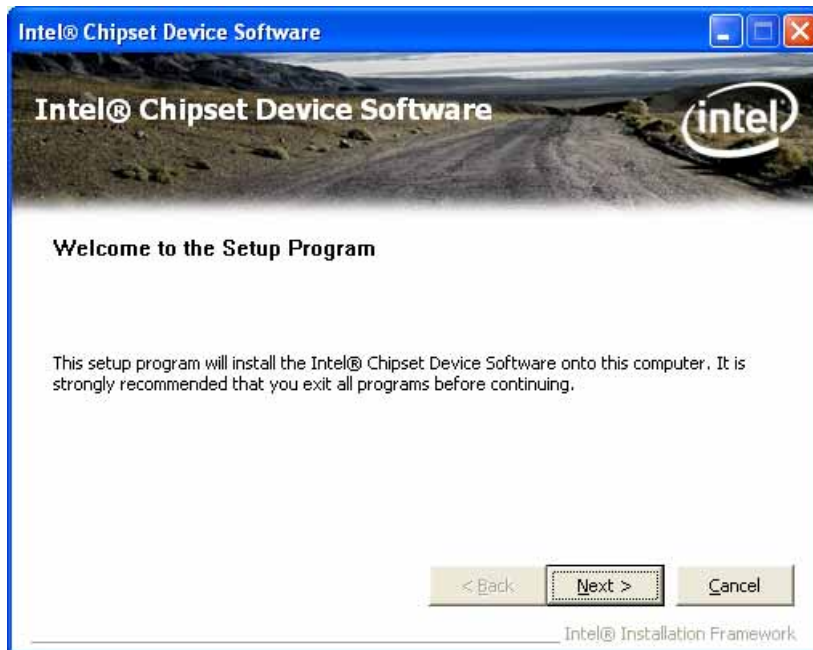 Intel® Chipset Device Software
Intel® Chipset Device Software
intel
Welcome to the Setup Program
This setup program will install the Intel® Chipset Device Software onto this computer. It is
strongly recommended that you exit all programs before continuing.
< Back
Next >
Cancel
Intel® Installation Framework